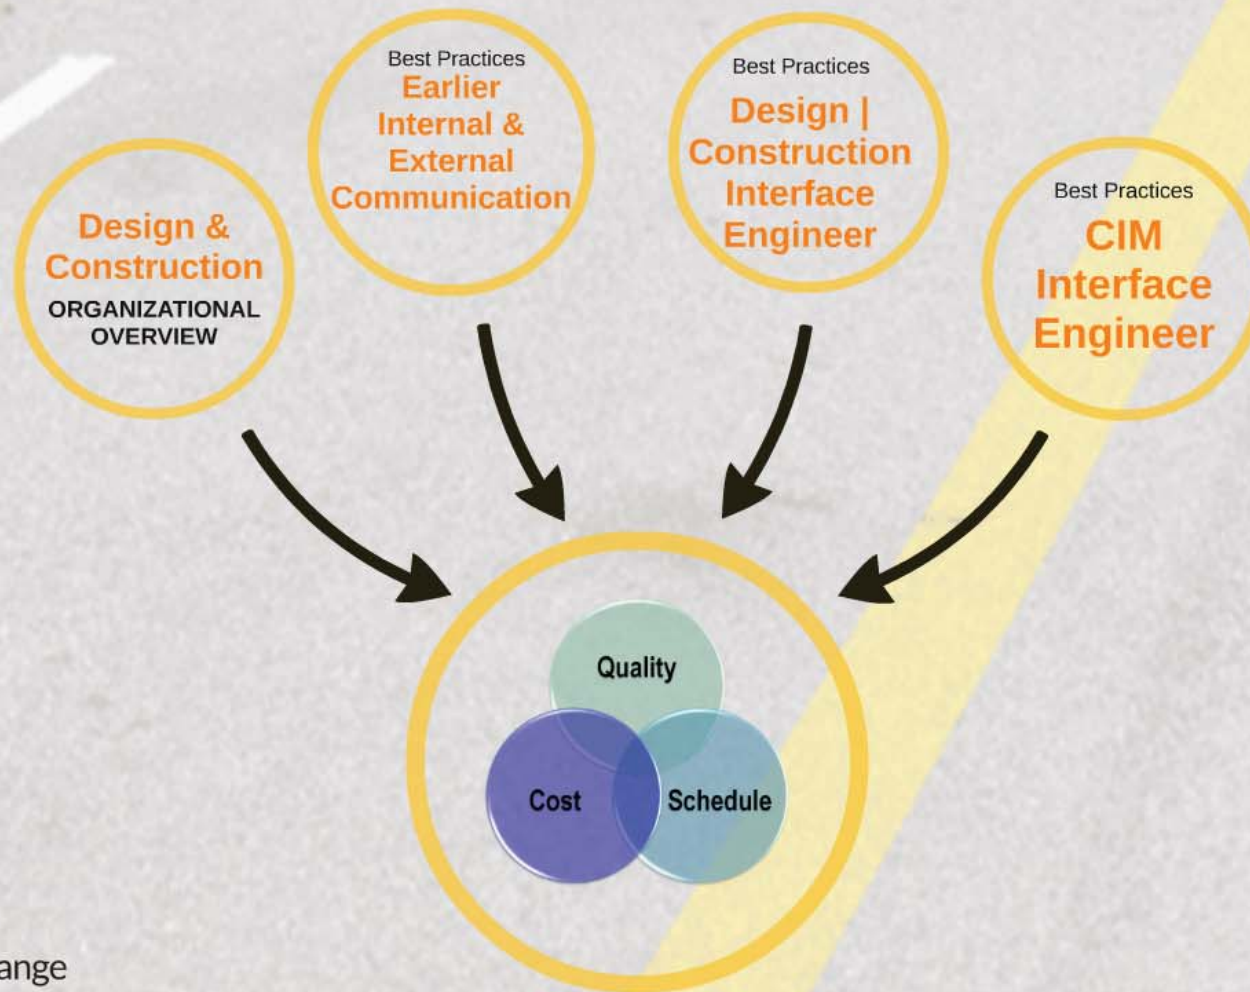 Design &
Construction
ORGANIZATIONAL
OVERVIEW
Best Practices
Earlier
Internal &
External
Communication
Best Practices
Design |
Construction
Interface
Engineer
Best Practices
CIM
Interface
Engineer
Quality
Cost
Schedule
ange